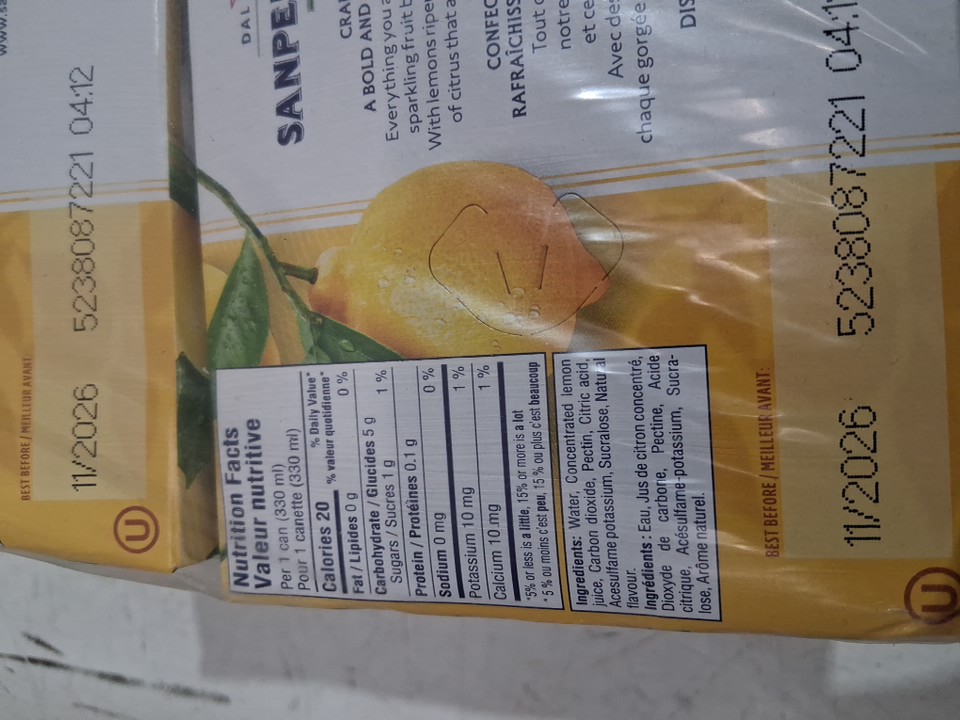 www.sa
11/2026 5238087221 04:12
BEST BEFORE / MEILLEUR AVANT
U
DAL
SANPE
CRA
A BOLD AND
Everything you a
sparkling fruit b
With lemons ripe
of citrus that a
CONFEC
RAFRAÎCHISS
Tout c
notre
et ce
Avec des
chaque gorgée
DIS
Nutrition Facts
Valeur nutritive
Per 1 can (330 ml)
Pour 1 canette (330 ml)
% Daily Value*
Calories 20 % valeur quotidienne*
Fat / Lipides 0 g 0 %
Carbohydrate / Glucides 5 g
Sugars / Sucres 1 g 1 %
Protein / Protéines 0.1 g
Sodium 0 mg 0 %
Potassium 10 mg 1 %
Calcium 10 mg 1 %
*5% or less is a little, 15% or more is a lot
*5 % ou moins c'est peu, 15 % ou plus c'est beaucoup
Ingredients: Water, Concentrated lemon
juice, Carbon dioxide, Pectin, Citric acid,
Acesulfame potassium, Sucralose, Natural
flavour.
Ingrédients : Eau, Jus de citron concentré,
Dioxyde de carbone, Pectine, Acide
citrique, Acésulfame-potassium, Sucra-
lose, Arôme naturel.
BEST BEFORE / MEILLEUR AVANT:
11/2026 5238087221 04:1
U